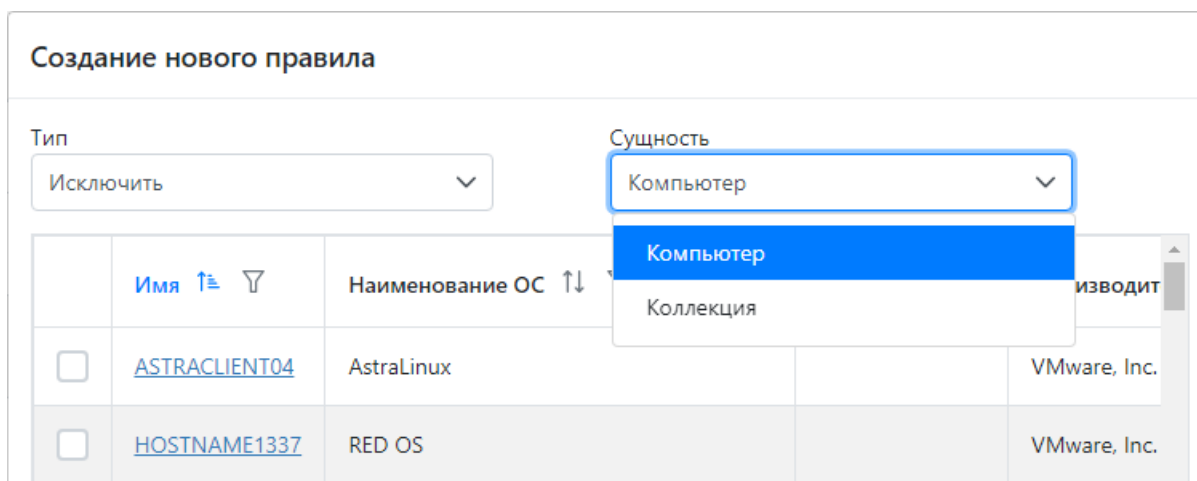 Создание нового правила
Тип Сущность
Исключить Компьютер
Компьютер
Коллекция
Имя Наименование ОС изводит
ASTRACLIENT04 AstraLinux VMware, Inc.
HOSTNAME1337 RED OS VMware, Inc.